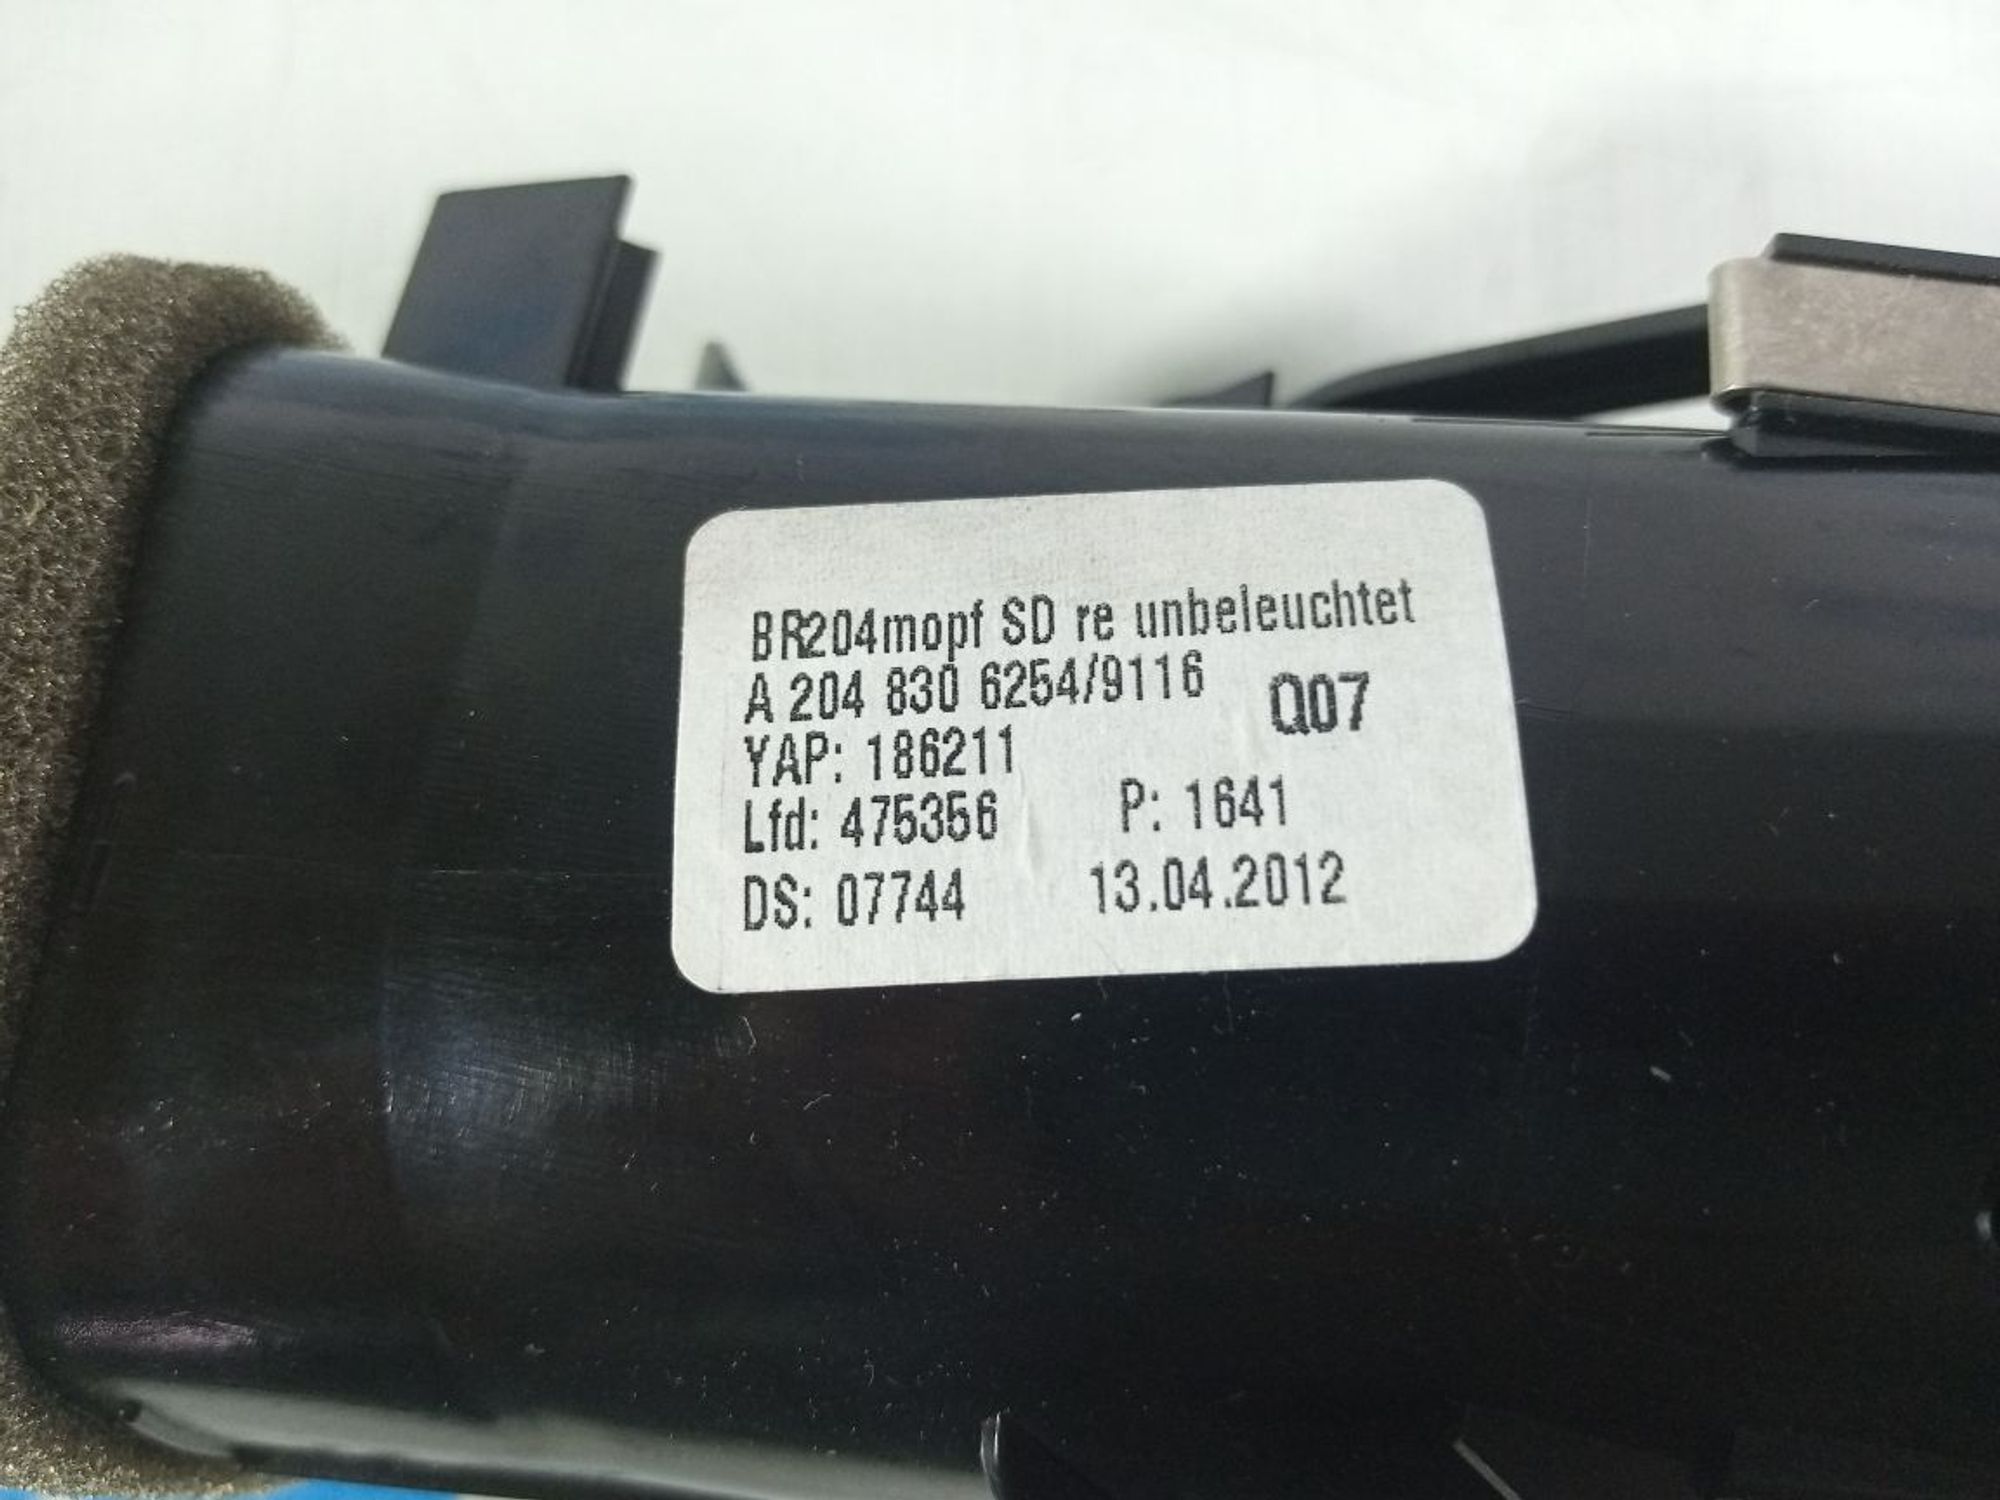 BR204mopf SD re unbeleuchtet
A 204 830 6254/9116 Q07
YAP: 186211
Lfd: 475356 P: 1641
DS: 07744 13.04.2012